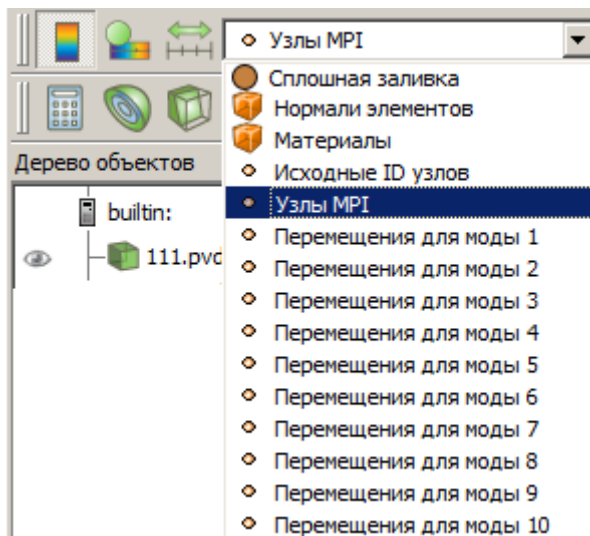 Узлы MPI
Сплошная заливка
Нормали элементов
Материалы
Исходные ID узлов
Узлы MPI
Перемещения для моды 1
Перемещения для моды 2
Перемещения для моды 3
Перемещения для моды 4
Перемещения для моды 5
Перемещения для моды 6
Перемещения для моды 7
Перемещения для моды 8
Перемещения для моды 9
Перемещения для моды 10
Дерево объектов
builtin:
111.pvd